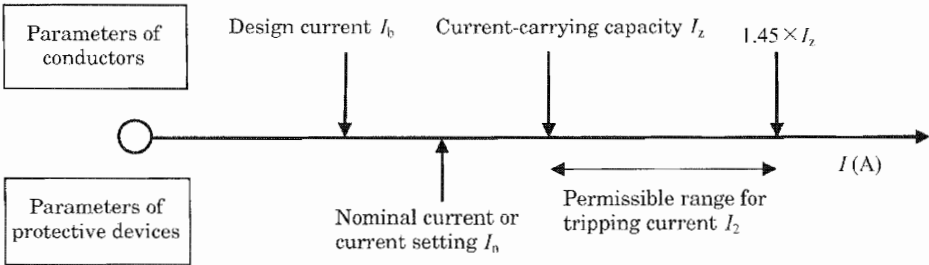 Parameters of
conductors
Design current I_b
Current-carrying capacity I_z
1.45 × I_z
I (A)
Parameters of
protective devices
Nominal current or
current setting I_n
Permissible range for
tripping current I_2